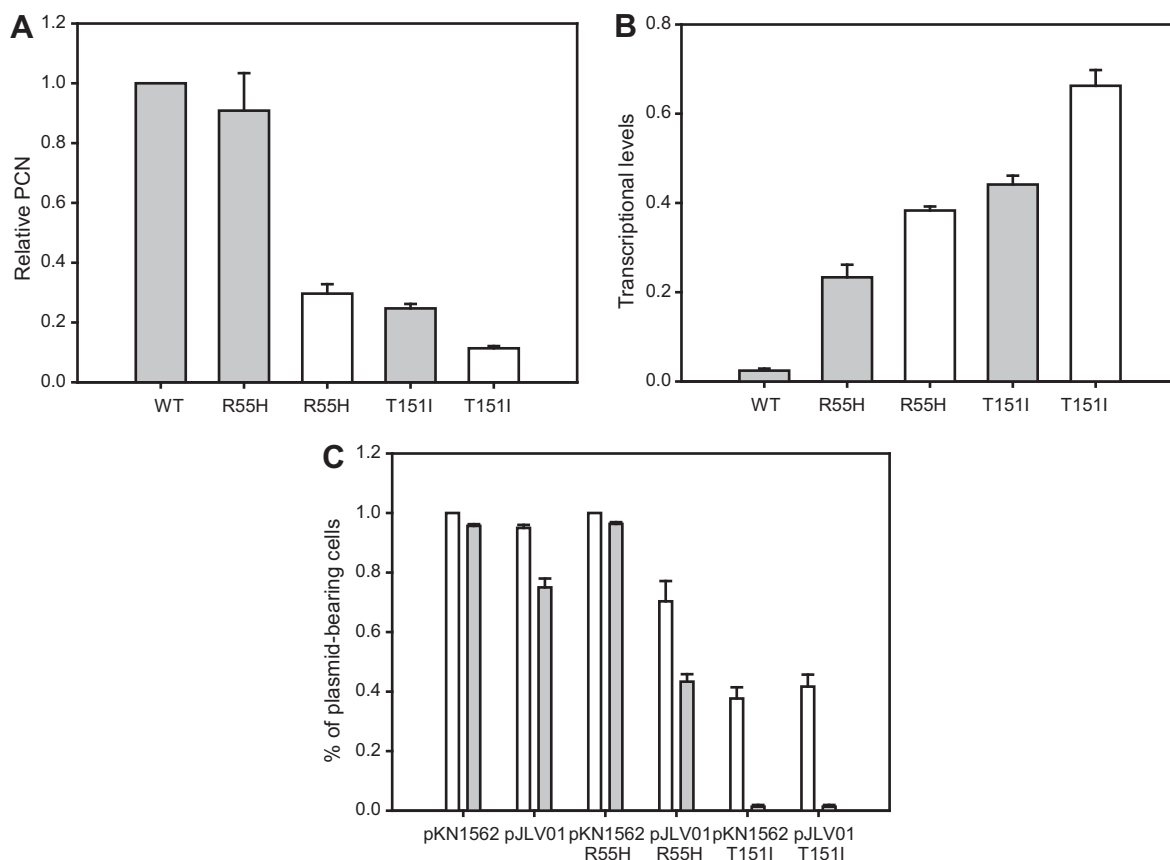 A
1.2
1.0
0.8
0.6
0.4
0.2
0.0
Relative PCN
WT R55H R55H T151I T151I
B
0.8
0.6
0.4
0.2
0.0
Transcriptional levels
WT R55H R55H T151I T151I
C
1.2
1.0
0.8
0.6
0.4
0.2
0.0
% of plasmid-bearing cells
pKN1562 pJLV01 pKN1562 pJLV01 pKN1562 pJLV01
R55H R55H T151I T151I